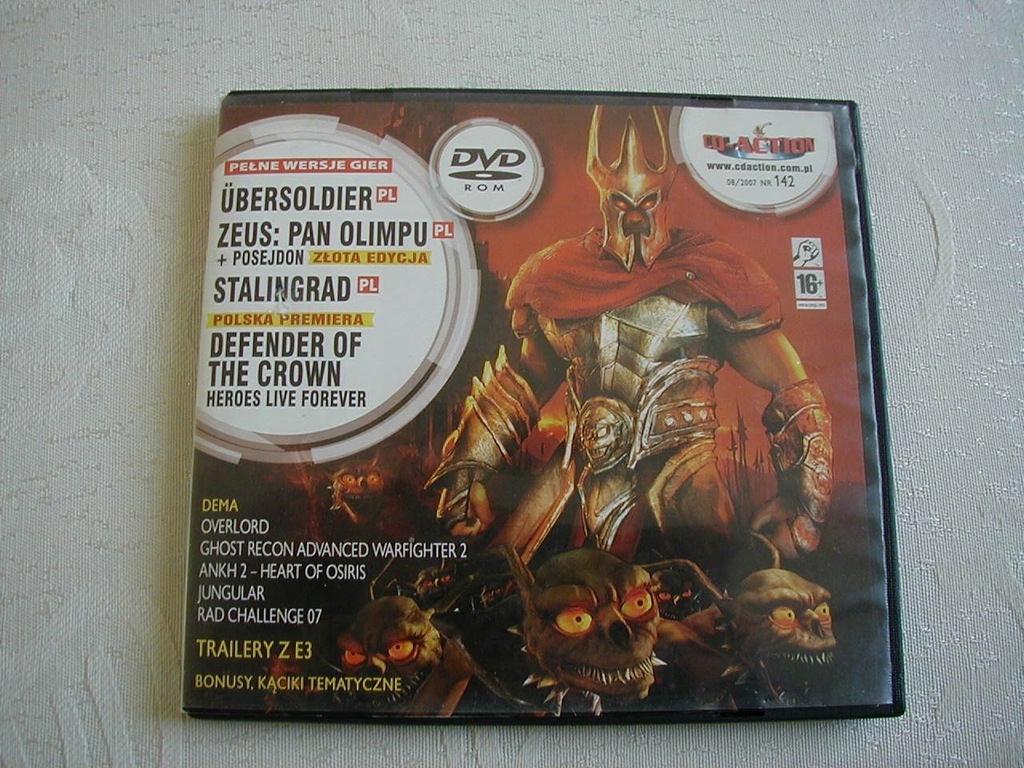 PEŁNE WERSJE GIER
ÜBERSOLDIER PL
ZEUS: PAN OLIMPU PL
+ POSEJDON ZŁOTA EDYCJA
STALINGRAD PL
POLSKA PREMIERA
DEFENDER OF
THE CROWN
HEROES LIVE FOREVER
DVD
ROM
CD-ACTION
www.cdaction.com.pl
08/2007 NR 142
16+
DEMA
OVERLORD
GHOST RECON ADVANCED WARFIGHTER 2
ANKH 2 – HEART OF OSIRIS
JUNGULAR
RAD CHALLENGE 07
TRAILERY Z E3
BONUSY, KĄCIKI TEMATYCZNE